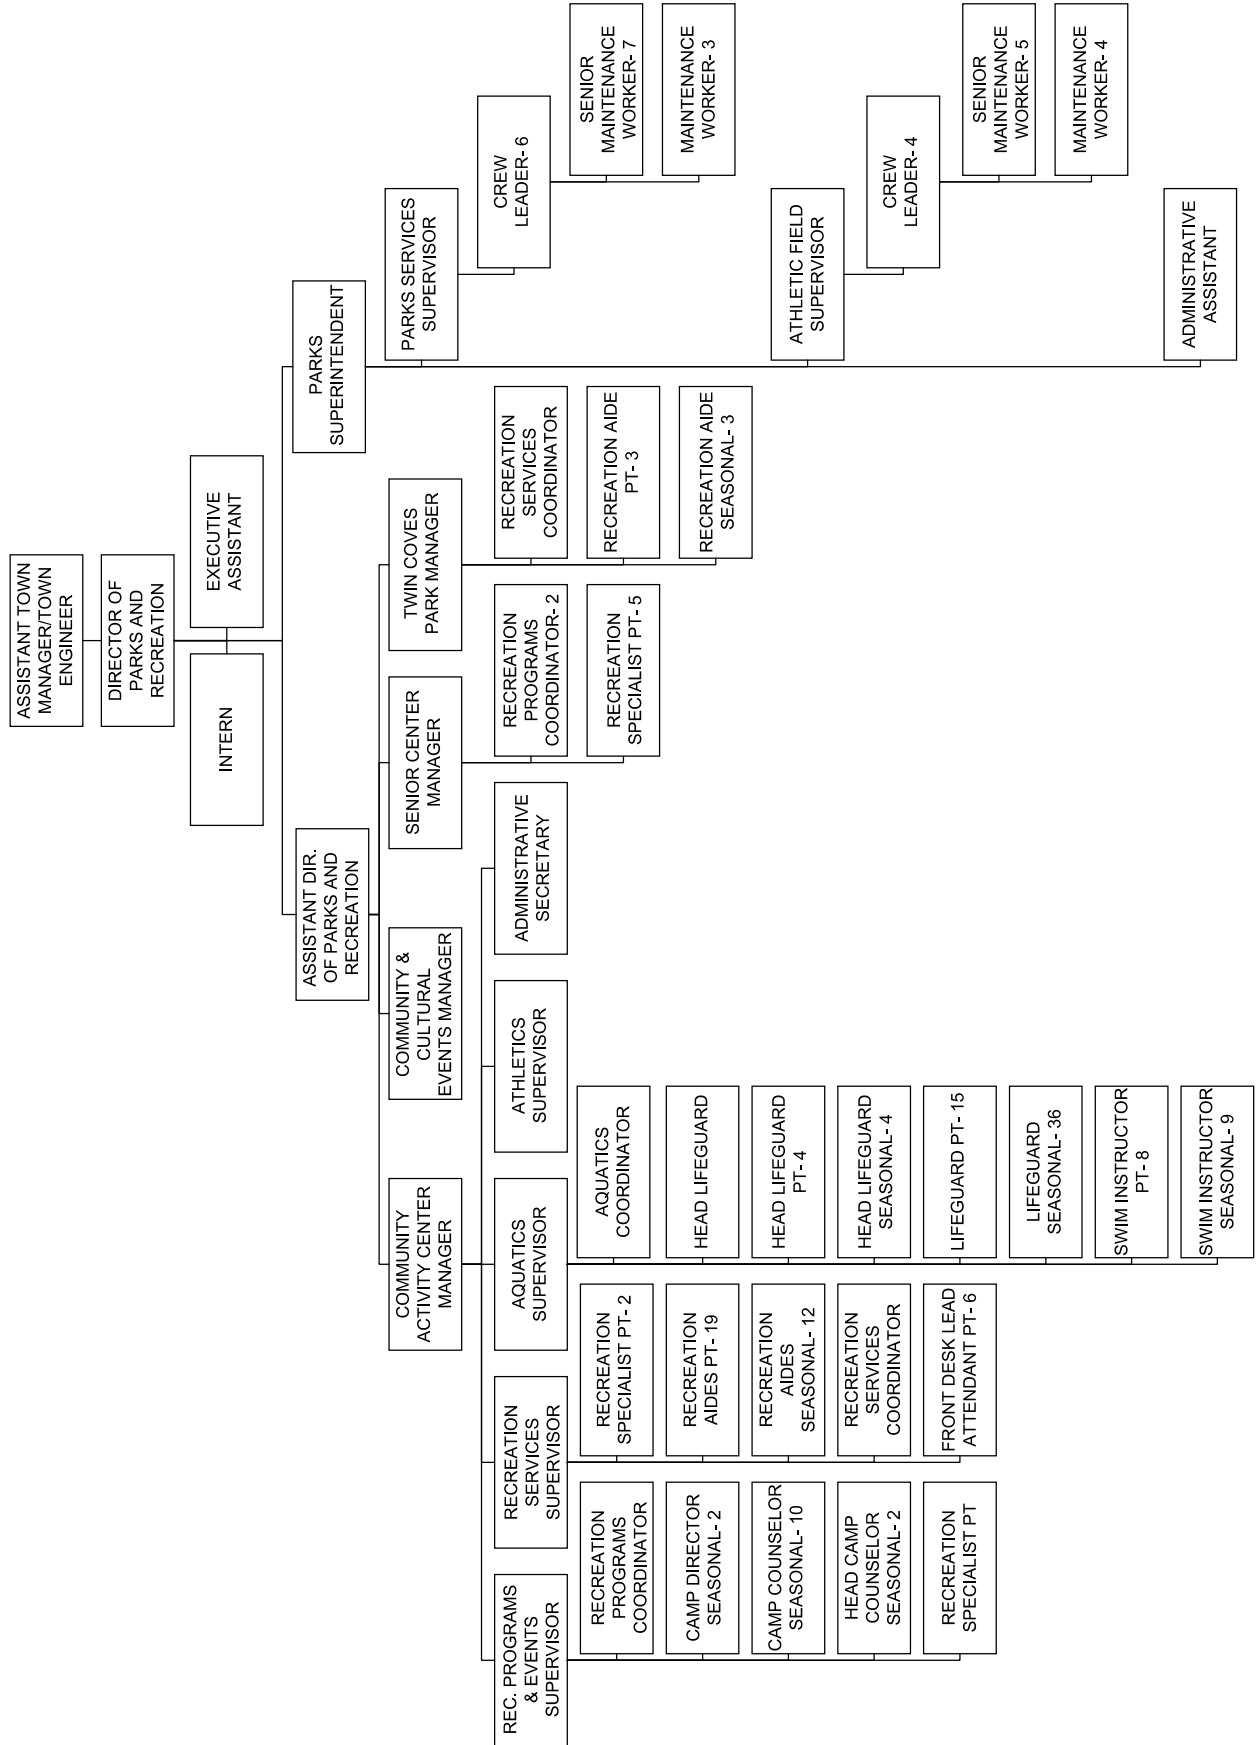 ASSISTANT TOWN
MANAGER/TOWN
ENGINEER
DIRECTOR OF
PARKS AND
RECREATION
INTERN
EXECUTIVE
ASSISTANT
ASSISTANT DIR.
OF PARKS AND
RECREATION
PARKS
SUPERINTENDENT
COMMUNITY
ACTIVITY CENTER
MANAGER
COMMUNITY &
CULTURAL
EVENTS MANAGER
SENIOR CENTER
MANAGER
TWIN COVES
PARK MANAGER
PARKS SERVICES
SUPERVISOR
REC. PROGRAMS
& EVENTS
SUPERVISOR
RECREATION
SERVICES
SUPERVISOR
AQUATICS
SUPERVISOR
ATHLETICS
SUPERVISOR
ADMINISTRATIVE
SECRETARY
RECREATION
PROGRAMS
COORDINATOR- 2
RECREATION
SPECIALIST PT- 5
RECREATION
SERVICES
COORDINATOR
RECREATION AIDE
PT- 3
RECREATION AIDE
SEASONAL- 3
CREW
LEADER- 6
SENIOR
MAINTENANCE
WORKER- 7
MAINTENANCE
WORKER- 3
ATHLETIC FIELD
SUPERVISOR
CREW
LEADER- 4
SENIOR
MAINTENANCE
WORKER- 5
MAINTENANCE
WORKER- 4
ADMINISTRATIVE
ASSISTANT
RECREATION
PROGRAMS
COORDINATOR
CAMP DIRECTOR
SEASONAL- 2
CAMP COUNSELOR
SEASONAL- 10
HEAD CAMP
COUNSELOR
SEASONAL- 2
RECREATION
SPECIALIST PT
RECREATION
SPECIALIST PT- 2
RECREATION
AIDES PT- 19
RECREATION
AIDES
SEASONAL- 12
RECREATION
SERVICES
COORDINATOR
FRONT DESK LEAD
ATTENDANT PT- 6
AQUATICS
COORDINATOR
HEAD LIFEGUARD
HEAD LIFEGUARD
PT- 4
HEAD LIFEGUARD
SEASONAL- 4
LIFEGUARD PT- 15
LIFEGUARD
SEASONAL- 36
SWIM INSTRUCTOR
PT- 8
SWIM INSTRUCTOR
SEASONAL- 9